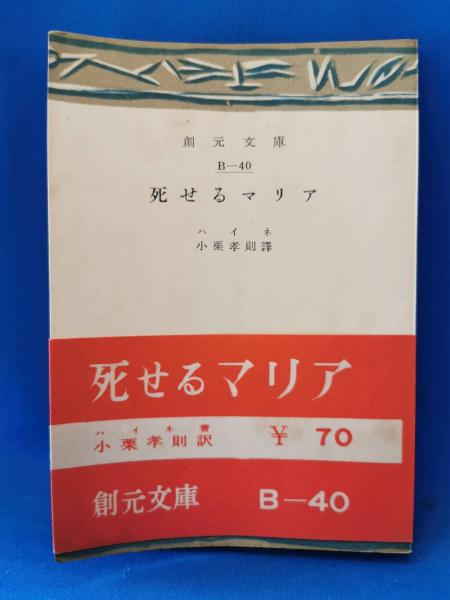 創元文庫
B—40
死せるマリア
ハイネ
小栗孝則譯
死せるマリア
ハイネ著
小栗孝則訳 ¥ 70
創元文庫 B—40